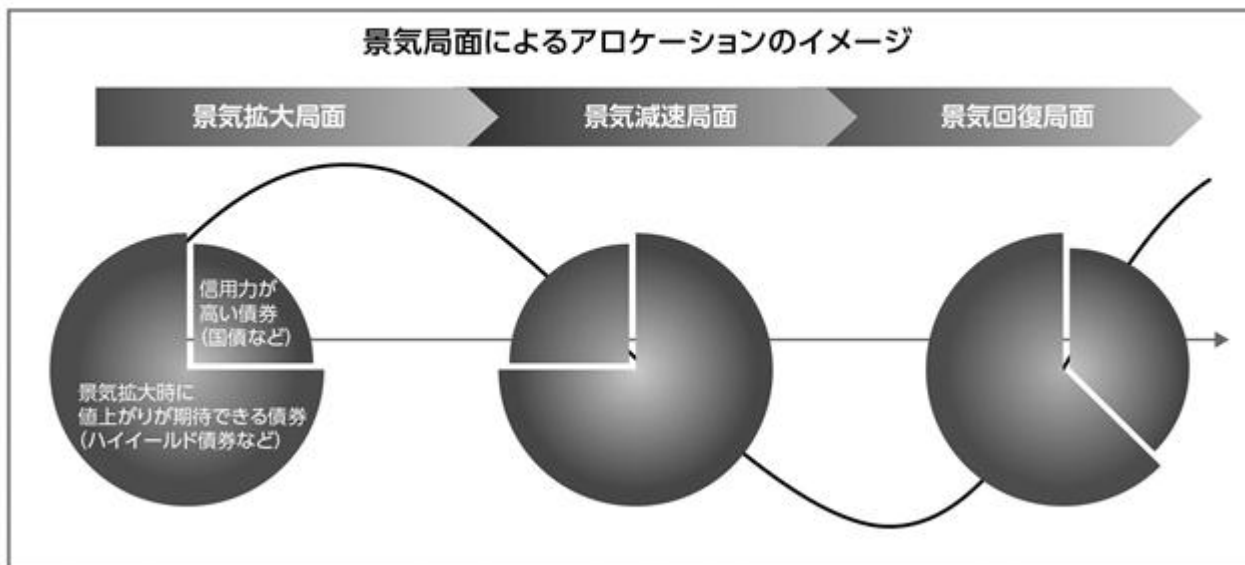 景気局面によるアロケーションのイメージ
景気拡大局面
景気減速局面
景気回復局面
信用力が
高い債券
（国債など）
景気拡大時に
値上がりが期待できる債券
（ハイイールド債券など）